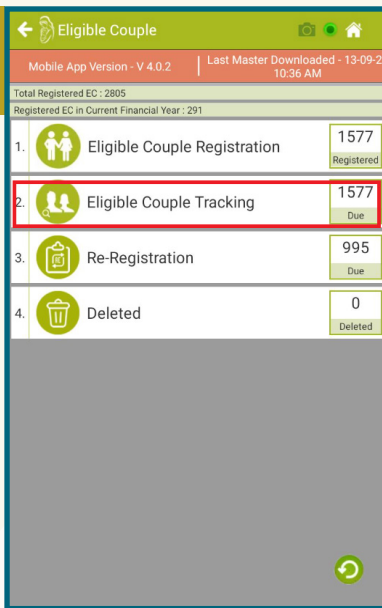 Eligible Couple
Mobile App Version - V 4.0.2
Last Master Downloaded - 13-09-2
10:36 AM
Total Registered EC : 2805
Registered EC in Current Financial Year : 291
1. Eligible Couple Registration 1577
Registered
2. Eligible Couple Tracking 1577
Due
3. Re-Registration 995
Due
4. Deleted 0
Deleted